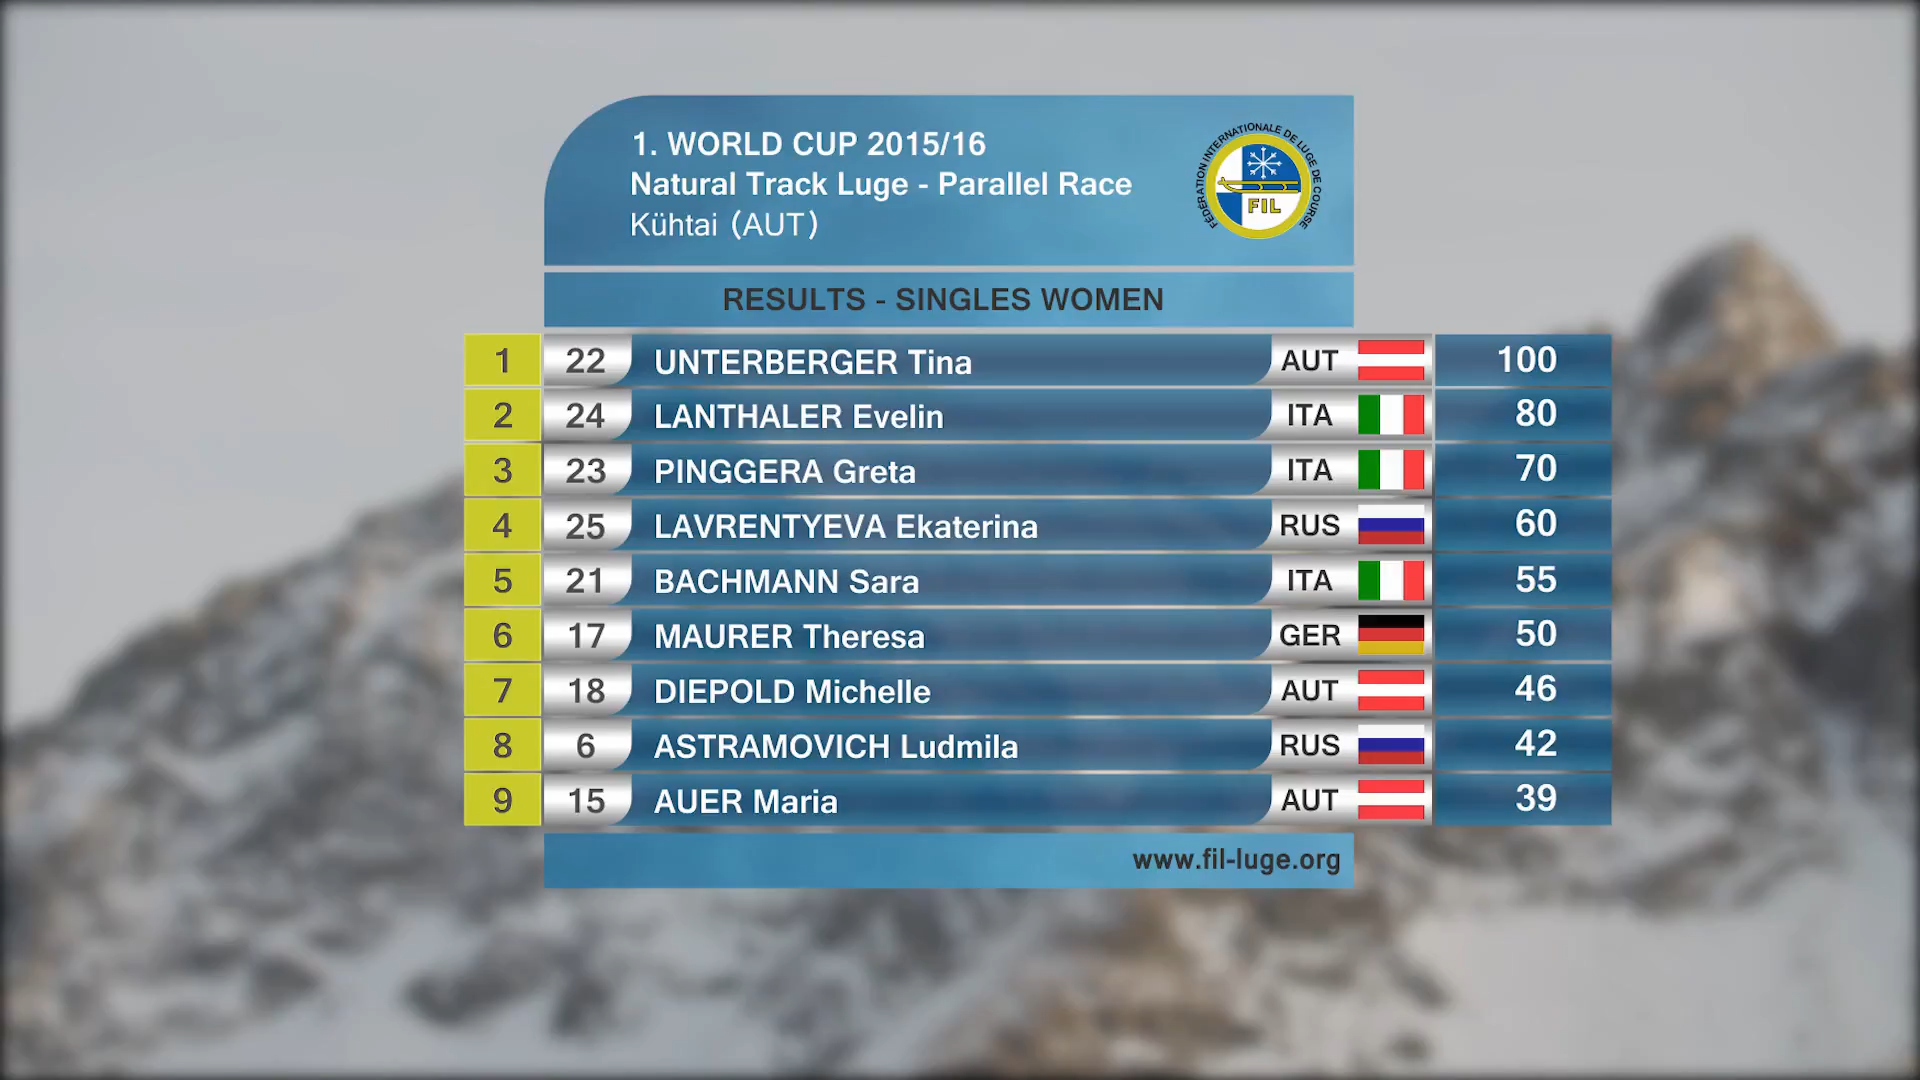 1. WORLD CUP 2015/16
Natural Track Luge - Parallel Race
Kühtai (AUT)
FÉDÉRATION INTERNATIONALE DE LUGE DE COURSE
FIL
RESULTS - SINGLES WOMEN
1 22 UNTERBERGER Tina AUT 100
2 24 LANTHALER Evelin ITA 80
3 23 PINGGERA Greta ITA 70
4 25 LAVRENTYEVA Ekaterina RUS 60
5 21 BACHMANN Sara ITA 55
6 17 MAURER Theresa GER 50
7 18 DIEPOLD Michelle AUT 46
8 6 ASTRAMOVICH Ludmila RUS 42
9 15 AUER Maria AUT 39
www.fil-luge.org